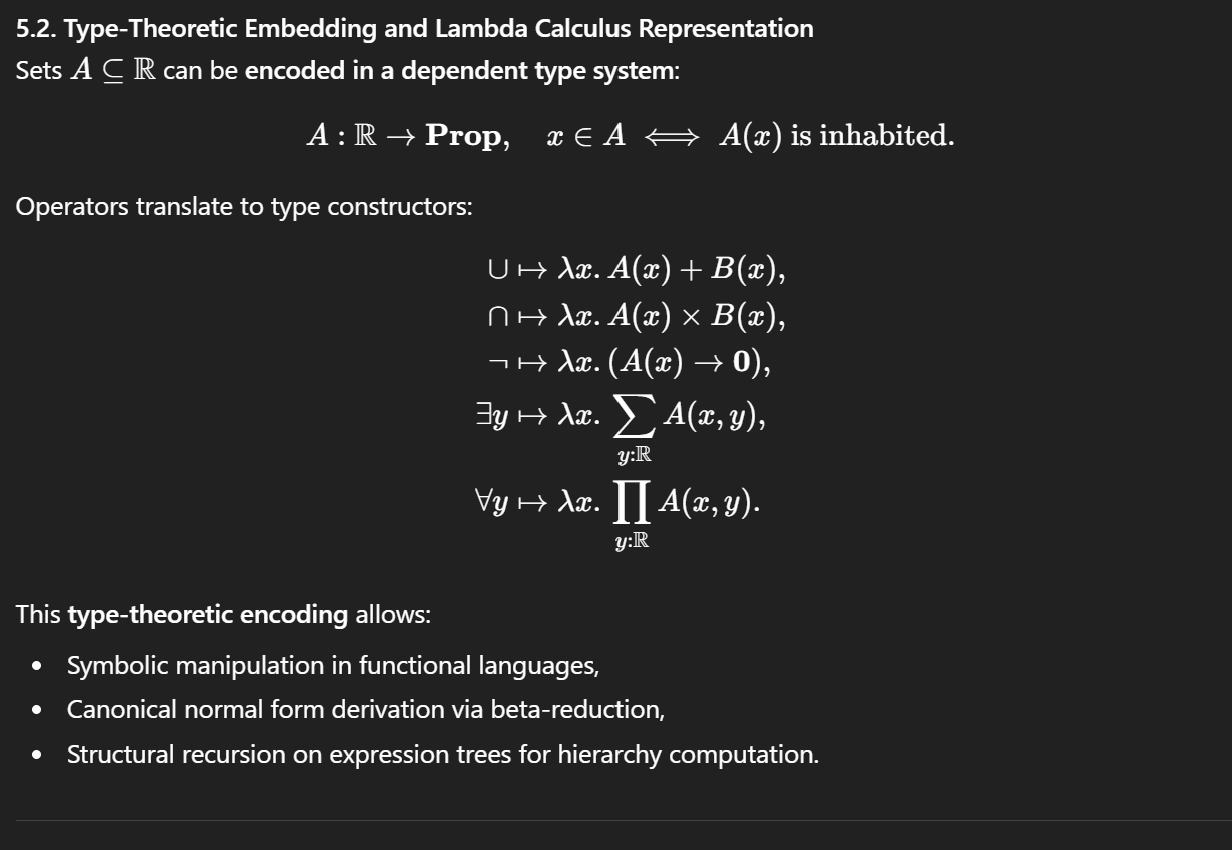 5.2. Type-Theoretic Embedding and Lambda Calculus Representation
Sets A ⊆ ℝ can be encoded in a dependent type system:
A : ℝ → Prop, x ∈ A ⟺ A(x) is inhabited.
Operators translate to type constructors:
∪ ↦ λx. A(x) + B(x),
∩ ↦ λx. A(x) × B(x),
¬ ↦ λx. (A(x) → 0),
∃y ↦ λx. ∑_{y:ℝ} A(x, y),
∀y ↦ λx. ∏_{y:ℝ} A(x, y).
This type-theoretic encoding allows:
• Symbolic manipulation in functional languages,
• Canonical normal form derivation via beta-reduction,
• Structural recursion on expression trees for hierarchy computation.